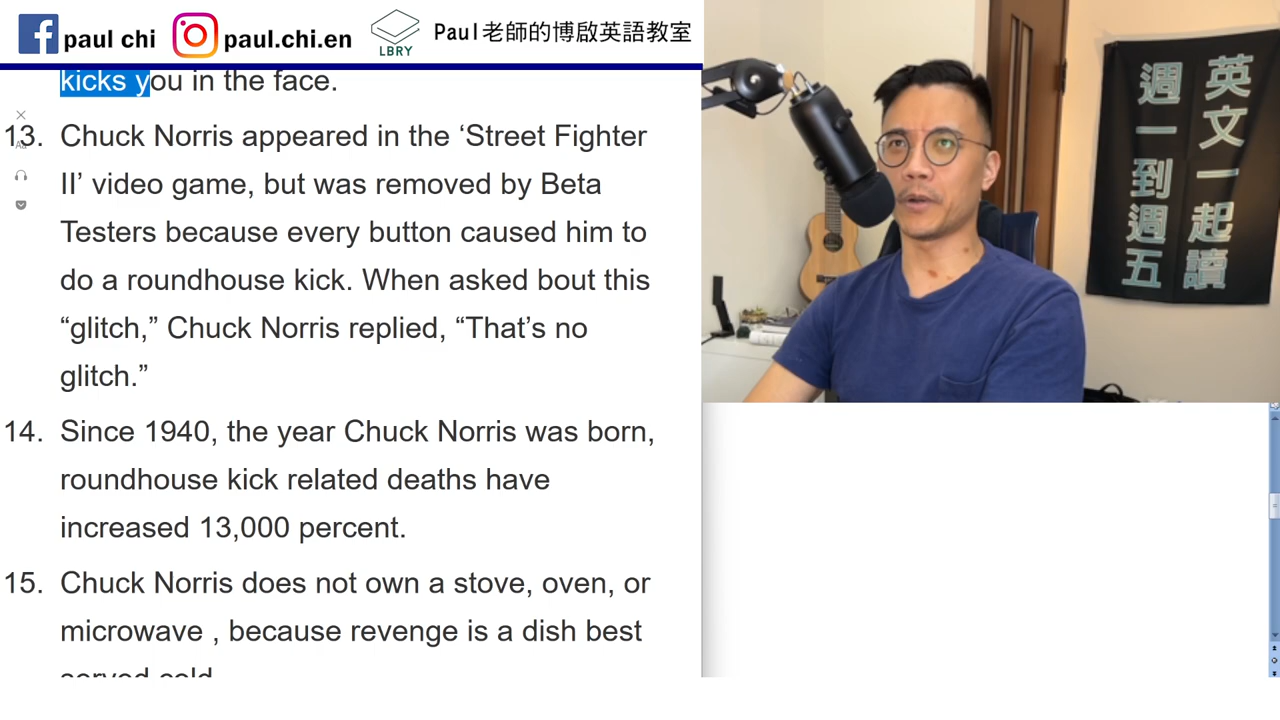 paul chi
paul.chi.en
LBRY
Paul老師的博啟英語教室
kicks you in the face.
13. Chuck Norris appeared in the ‘Street Fighter
II’ video game, but was removed by Beta
Testers because every button caused him to
do a roundhouse kick. When asked bout this
“glitch,” Chuck Norris replied, “That’s no
glitch.”
14. Since 1940, the year Chuck Norris was born,
roundhouse kick related deaths have
increased 13,000 percent.
15. Chuck Norris does not own a stove, oven, or
microwave , because revenge is a dish best
served cold
英文一起讀
週一到週五